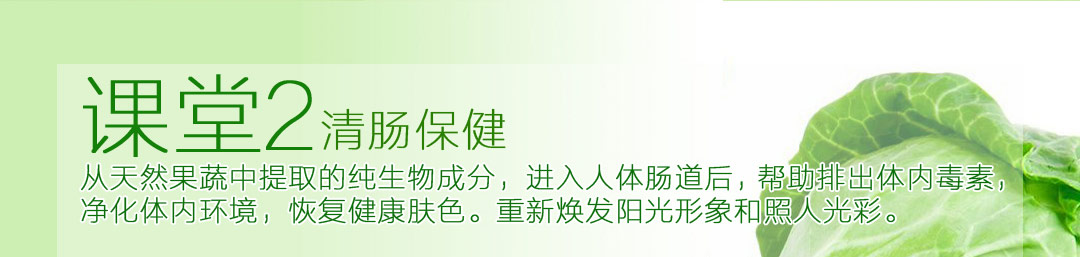 课堂2 清肠保健
从天然果蔬中提取的纯生物成分，进入人体肠道后，帮助排出体内毒素，
净化体内环境，恢复健康肤色。重新焕发阳光形象和照人光彩。